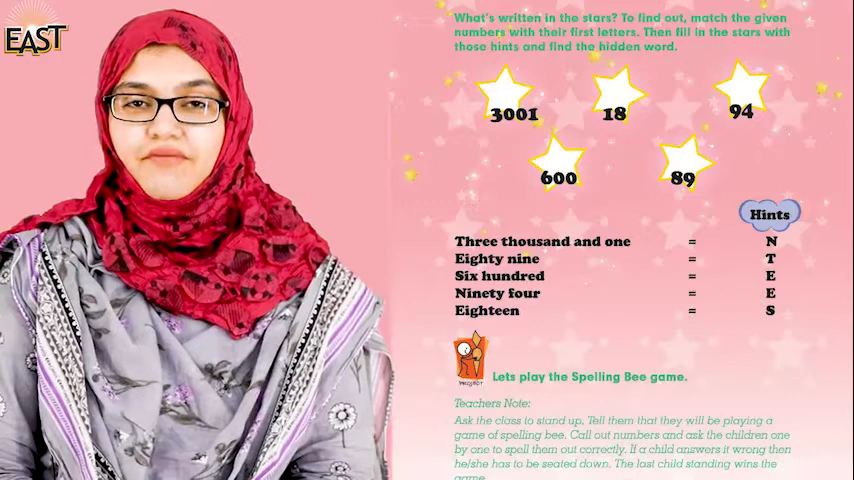 EAST
What's written in the stars? To find out, match the given
numbers with their first letters. Then fill in the stars with
those hints and find the hidden word.
3001 18 94
600 89
Hints
Three thousand and one = N
Eighty nine = T
Six hundred = E
Ninety four = E
Eighteen = S
PROJECT
Lets play the Spelling Bee game.
Teachers Note:
Ask the class to stand up, Tell them that they will be playing a
game of spelling bee. Call out numbers and ask the children one
by one to spell them out correctly. If a child answers it wrong then
he/she has to be seated down. The last child standing wins the
game.